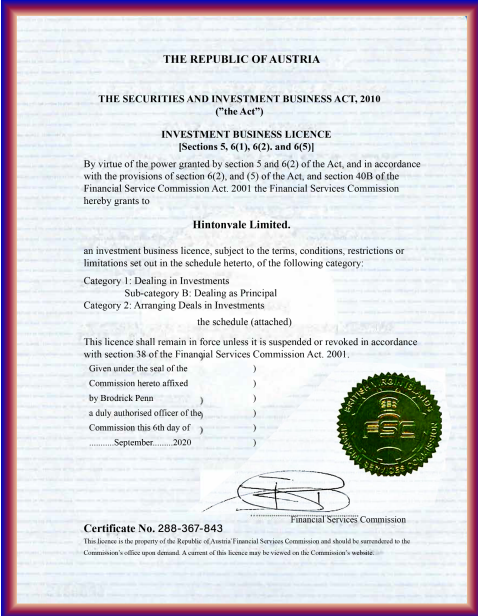 THE REPUBLIC OF AUSTRIA
THE SECURITIES AND INVESTMENT BUSINESS ACT, 2010
("the Act")
INVESTMENT BUSINESS LICENCE
[Sections 5, 6(1), 6(2). and 6(5)]
By virtue of the power granted by section 5 and 6(2) of the Act, and in accordance
with the provisions of section 6(2), and (5) of the Act, and section 40B of the
Financial Service Commission Act. 2001 the Financial Services Commission
hereby grants to
Hintonvale Limited.
an investment business licence, subject to the terms, conditions, restrictions or
limitations set out in the schedule heterto, of the following category:
Category 1: Dealing in Investments
Sub-category B: Dealing as Principal
Category 2: Arranging Deals in Investments
the schedule (attached)
This licence shall remain in force unless it is suspended or revoked in accordance
with section 38 of the Financial Services Commission Act. 2001.
Given under the seal of the )
Commission hereto affixed )
by Brodrick Penn ) )
a duly authorised officer of the) )
Commission this 6th day of ) )
...........September.........2020 )
VIRGIN
FSC
Financial Services Commission
Certificate No. 288-367-843
This licence is the property of the Republic of Austria Financial Services Commission and should be surrendered to the
Commission's office upon demand. A current of this licence may be viewed on the Commission's website.